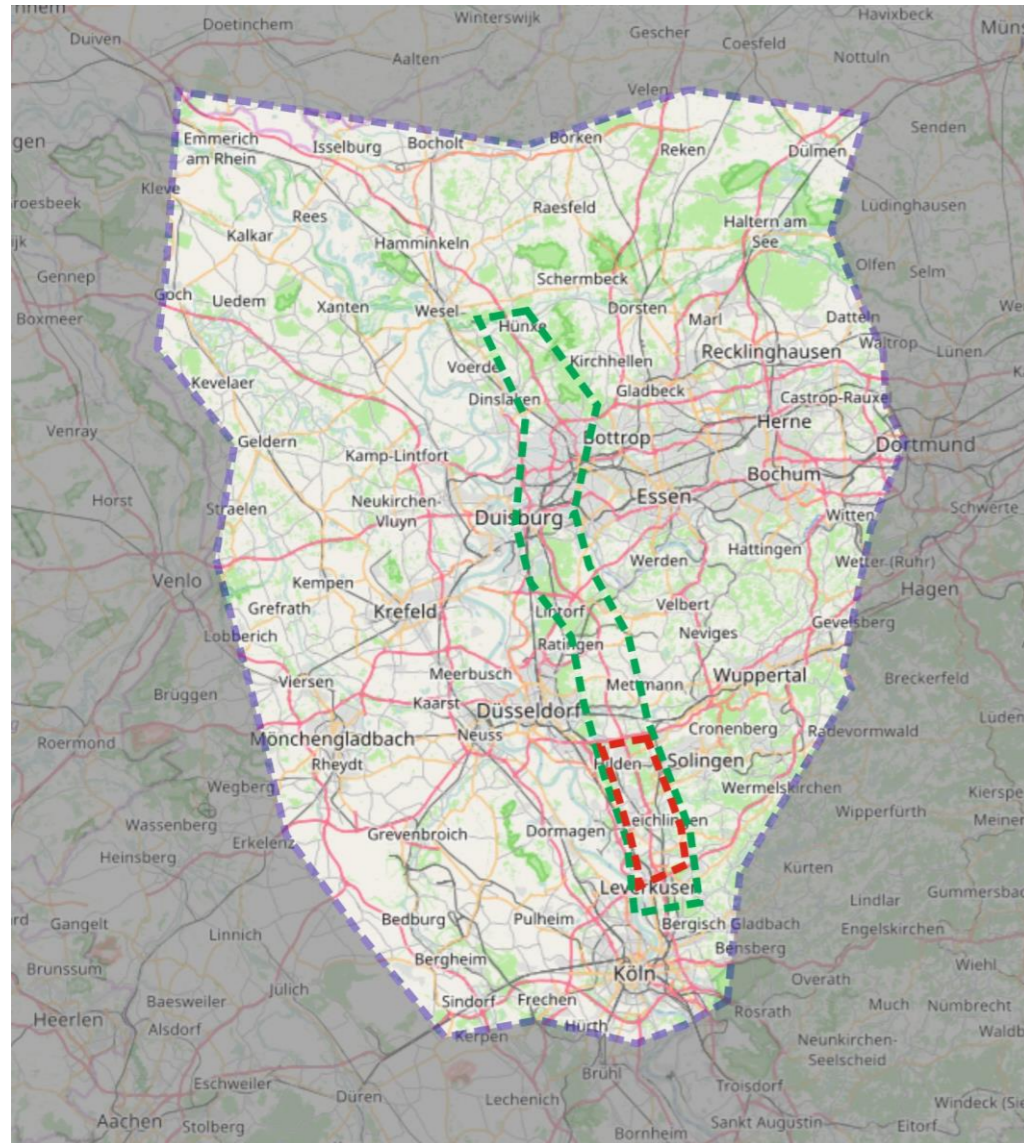 Doetinchem
Winterswijk
Havixbeck
Duiven
Gescher
Coesfeld
Aalten
Nottuln
Velen
Senden
Emmerich
am Rhein
Isselburg
Bocholt
Borken
Reken
Dülmen
Kleve
Rees
Raesfeld
Lüdinghausen
Kalkar
Hamminkeln
Haltern am
See
Olfen
Selm
Gennep
Goch
Uedem
Xanten
Wesel
Schermbeck
Dorsten
Boxmeer
Hünxe
Marl
Datteln
Waltrop
Lünen
Voerde
Kirchhellen
Recklinghausen
Kevelaer
Dinslaken
Gladbeck
Castrop-Rauxel
Venray
Geldern
Bottrop
Herne
Dortmund
Kamp-Lintfort
Bochum
Horst
Straelen
Neukirchen-
Vluyn
Duisburg
Essen
Witten
Schwerte
Hattingen
Werden
Wetter (Ruhr)
Venlo
Kempen
Hagen
Grefrath
Krefeld
Lintorf
Velbert
Gevelsberg
Lobberich
Ratingen
Neviges
Viersen
Meerbusch
Mettmann
Wuppertal
Breckerfeld
Brüggen
Kaarst
Düsseldorf
Roermond
Mönchengladbach
Neuss
Cronenberg
Radevormwald
Rheydt
Hilden
Solingen
Wegberg
Wermelskirchen
Wassenberg
Grevenbroich
Dormagen
Leichlingen
Wipperfürth
Erkelenz
Heinsberg
Kürten
Leverkusen
Lindlar
Gangelt
Linnich
Bedburg
Pulheim
Bergisch Gladbach
Engelskirchen
Bensberg
Brunssum
Bergheim
Köln
Wiehl
Jülich
Overath
Baesweiler
Sindorf
Frechen
Rösrath
Much
Nümbrecht
Heerlen
Alsdorf
Kerpen
Hürth
Neunkirchen-
Seelscheid
Eschweiler
Düren
Lechenich
Brühl
Troisdorf
Aachen
Stolberg
Bornheim
Sankt Augustin
Eitorf